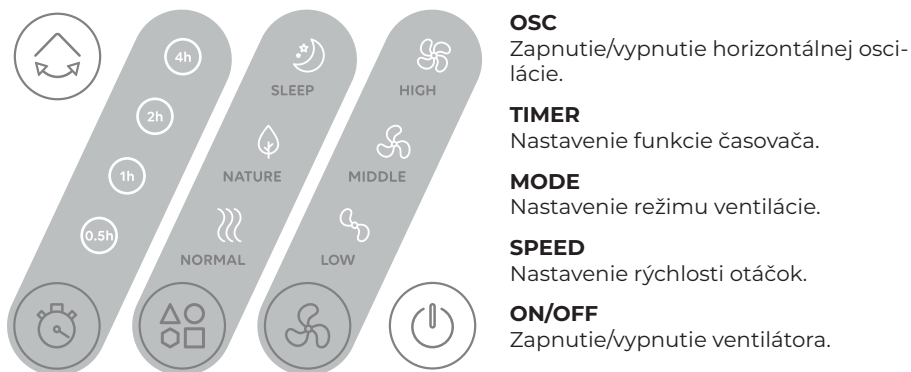 4h
2h
1h
0.5h
SLEEP
NATURE
NORMAL
HIGH
MIDDLE
LOW
OSC
Zapnutie/vypnutie horizontálnej osci-
lácie.
TIMER
Nastavenie funkcie časovača.
MODE
Nastavenie režimu ventilácie.
SPEED
Nastavenie rýchlosti otáčok.
ON/OFF
Zapnutie/vypnutie ventilátora.